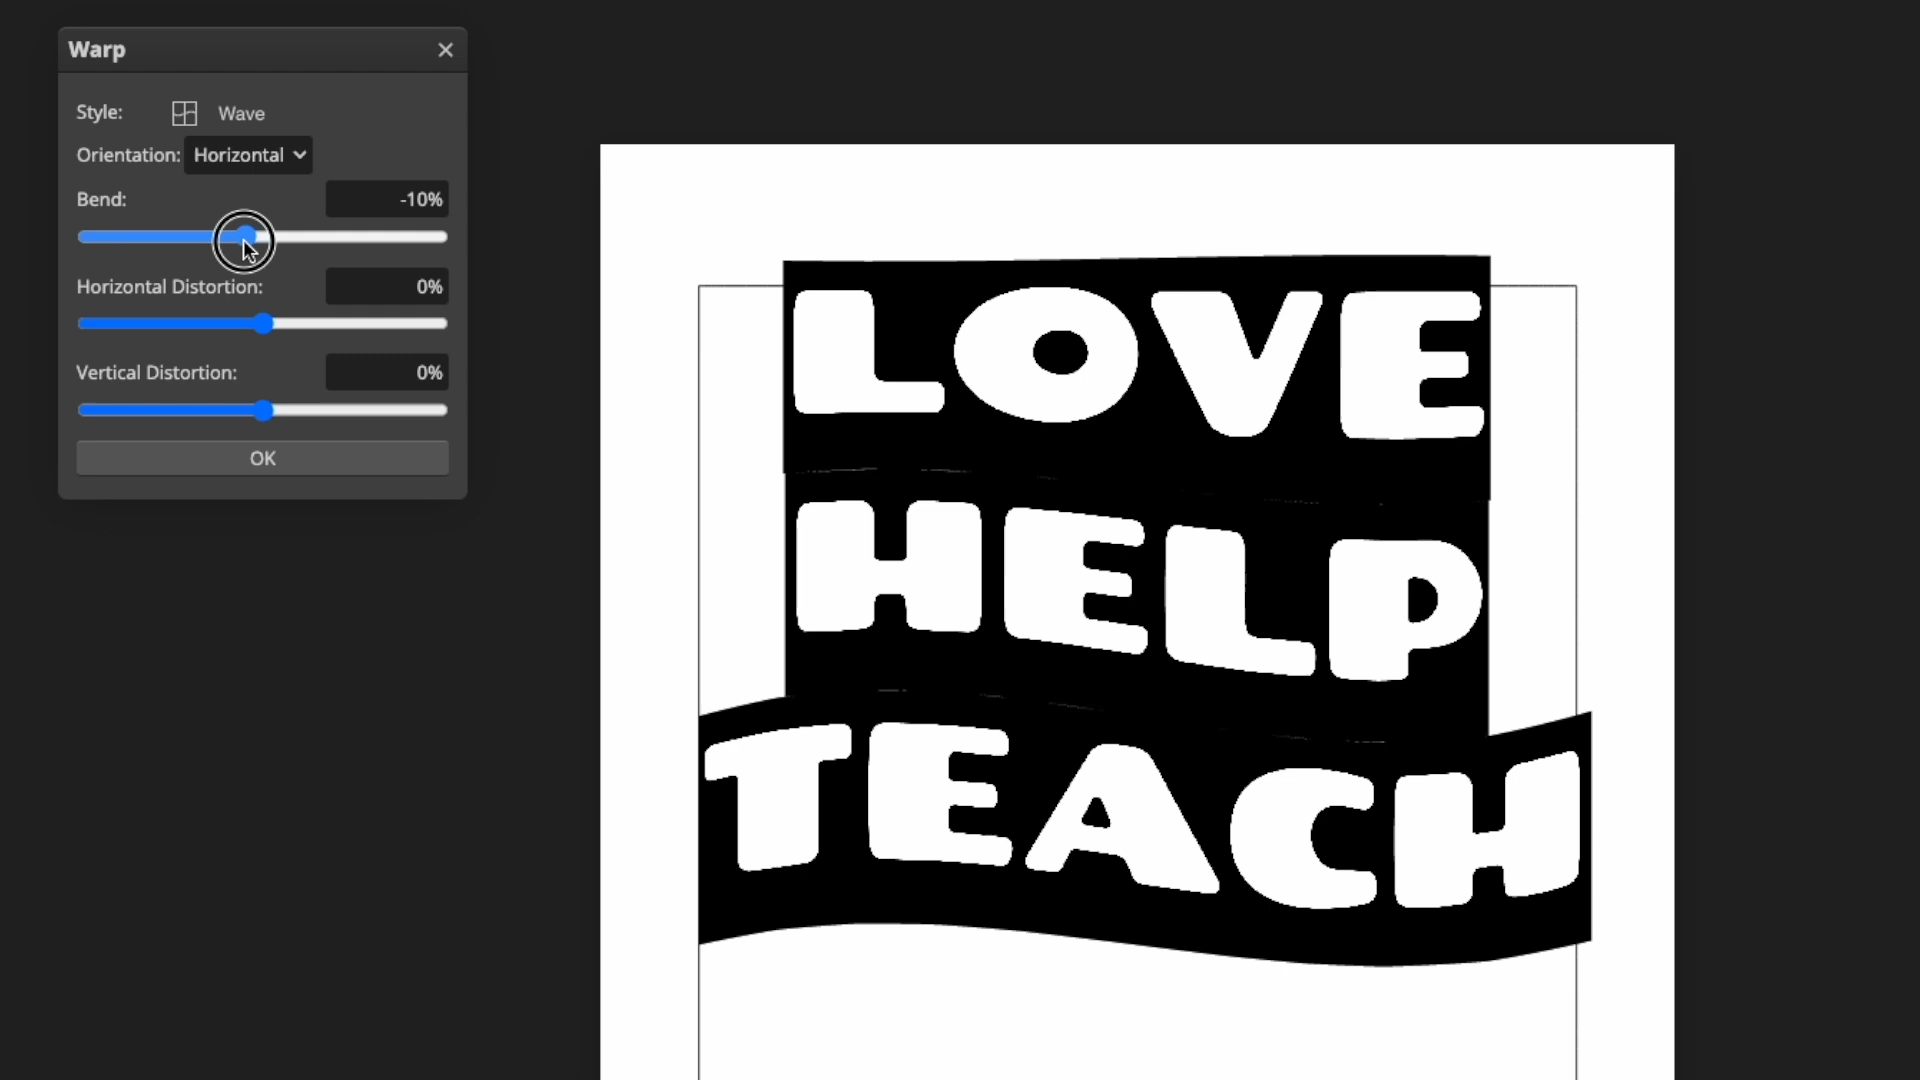 Warp
Style: Wave
Orientation: Horizontal
Bend: -10%
Horizontal Distortion: 0%
Vertical Distortion: 0%
OK
LOVE
HELP
TEACH